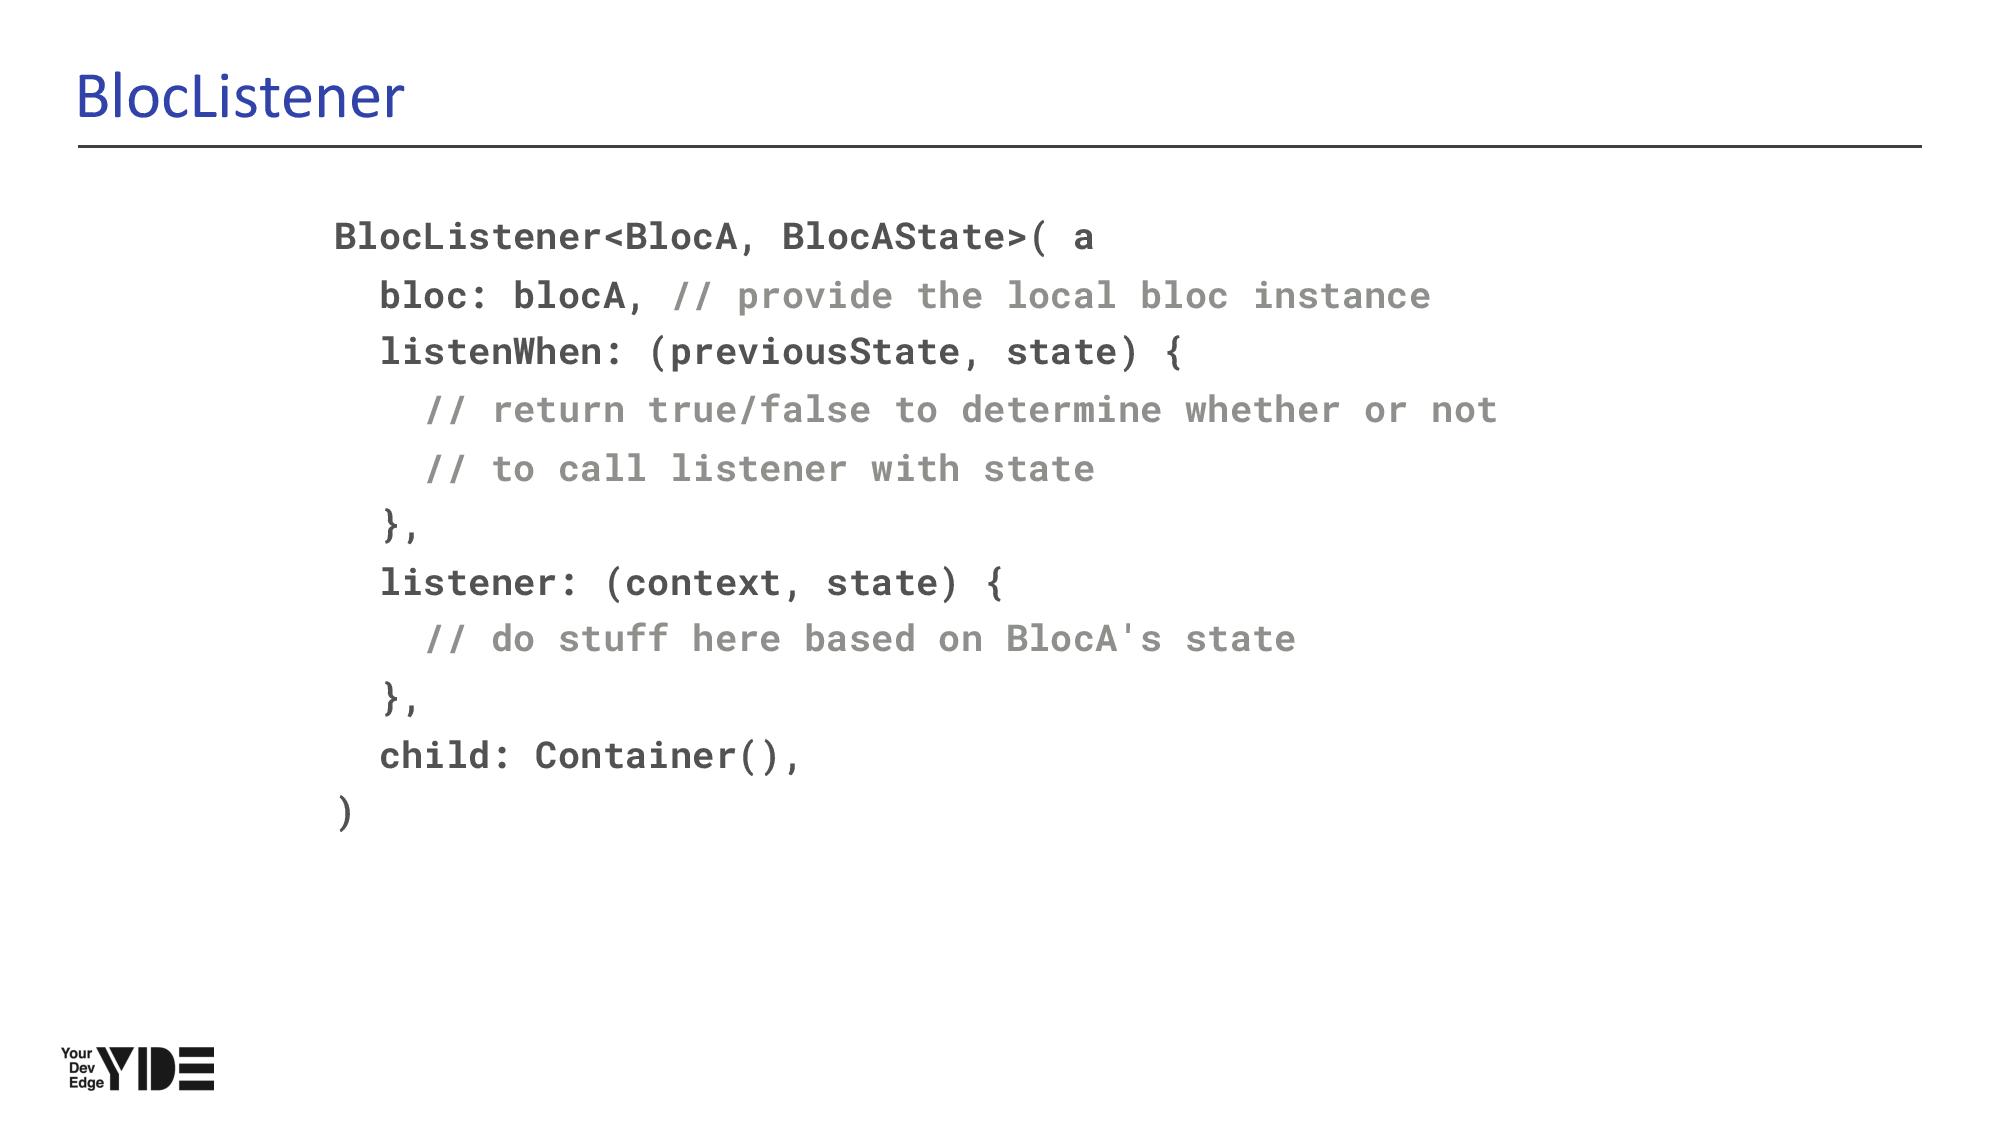 BlocListener
BlocListener<BlocA, BlocAState>( a
  bloc: blocA, // provide the local bloc instance
  listenWhen: (previousState, state) {
    // return true/false to determine whether or not
    // to call listener with state
  },
  listener: (context, state) {
    // do stuff here based on BlocA's state
  },
  child: Container(),
)
Your
Dev
Edge
YDE